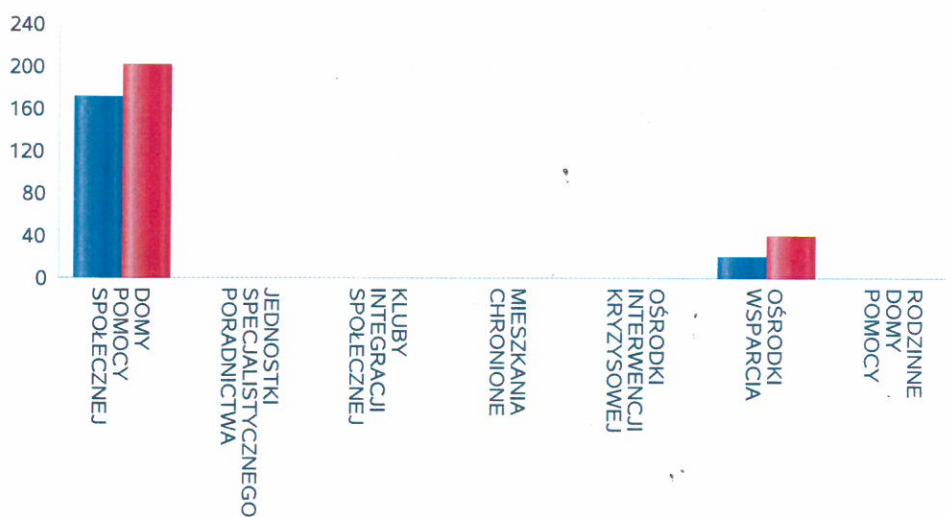 240
200
160
120
80
40
0
DOMY
POMOCY
SPOŁECZNEJ
JEDNOSTKI
SPECJALISTYCZNEGO
PORADNICTWA
KLUBY
INTEGRACJI
SPOŁECZNEJ
MIESZKANIA
CHRONIONE
OŚRODKI
INTERWENCJI
KRYZYSOWEJ
OŚRODKI
WSPARCIA
RODZINNE
DOMY
POMOCY